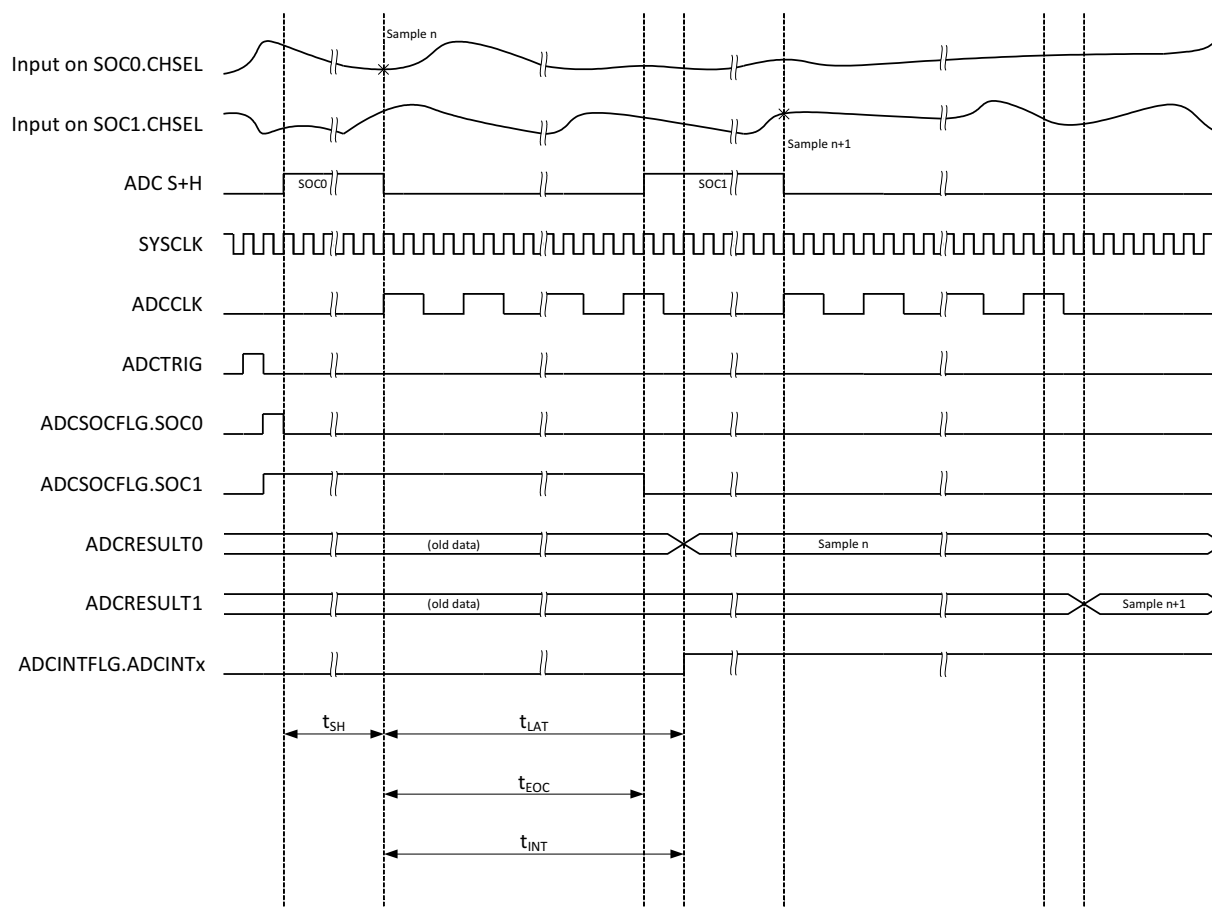 Sample n
Input on SOC0.CHSEL
Input on SOC1.CHSEL
Sample n+1
ADC S+H
SOC0
SOC1
SYSCLK
ADCCLK
ADCTRIG
ADCSOCFLG.SOC0
ADCSOCFLG.SOC1
ADCRESULT0
(old data)
Sample n
ADCRESULT1
(old data)
Sample n+1
ADCINTFLG.ADCINTx
tSH
tLAT
tEOC
tINT